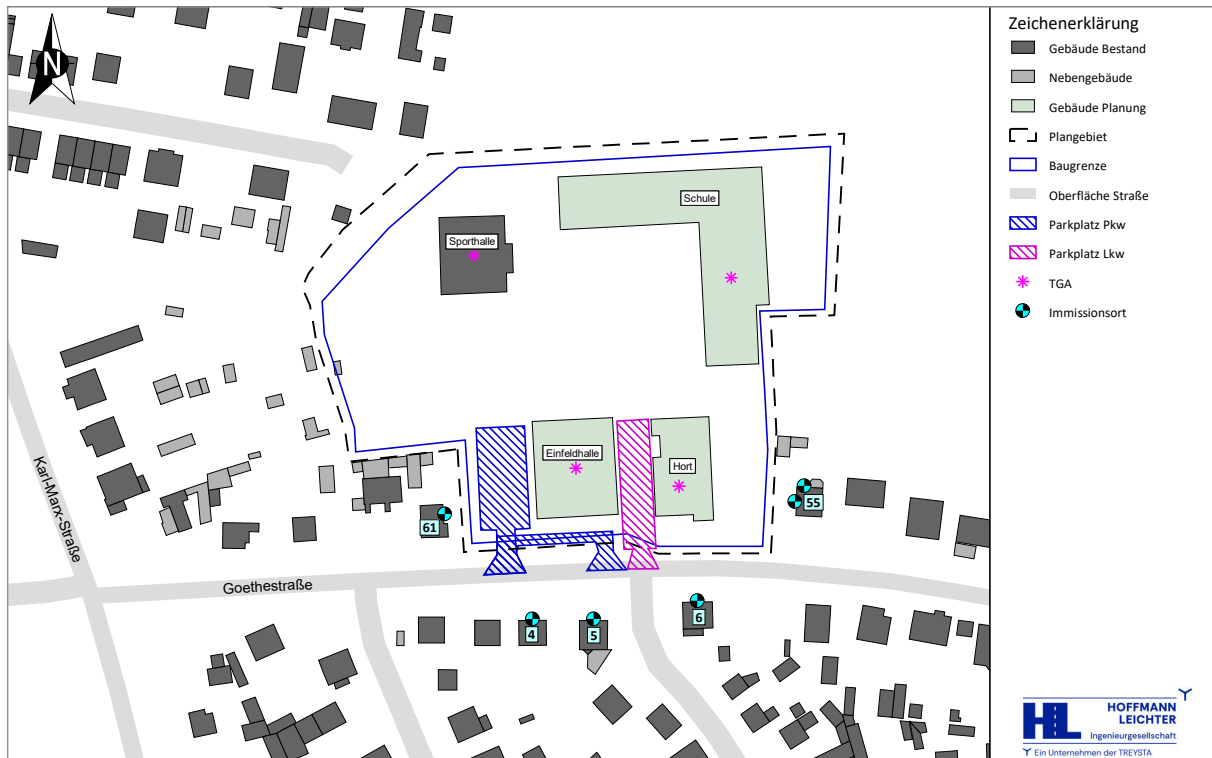 N
Schule
Sporthalle
Einfeldhalle
Hort
55
61
Karl-Marx-Straße
Goethestraße
6
4
5
Zeichenerklärung
Gebäude Bestand
Nebengebäude
Gebäude Planung
Plangebiet
Baugrenze
Oberfläche Straße
Parkplatz Pkw
Parkplatz Lkw
TGA
Immissionsort
HL
HOFFMANN
LEICHTER
Ingenieurgesellschaft
Ein Unternehmen der TREYSTA